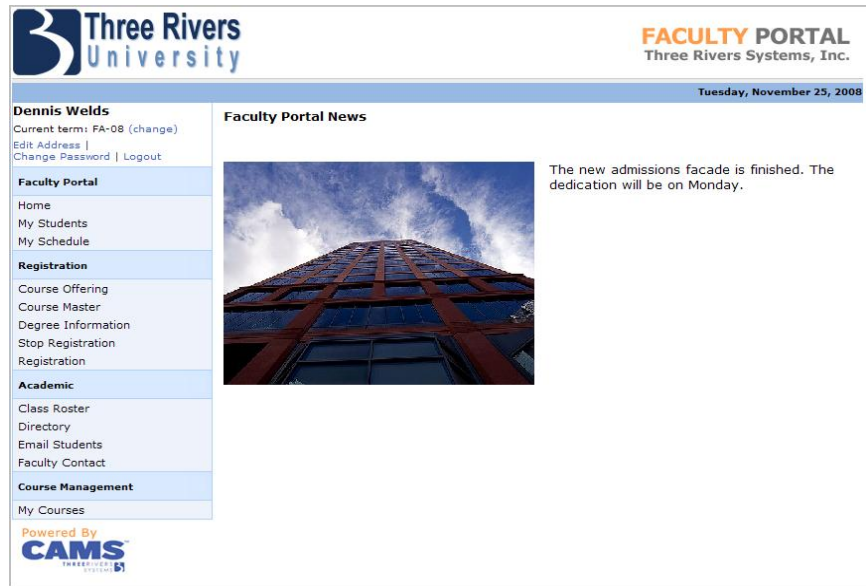 Three Rivers
University
FACULTY PORTAL
Three Rivers Systems, Inc.
Tuesday, November 25, 2008
Dennis Welds
Current term: FA-08 (change)
Edit Address |
Change Password | Logout
Faculty Portal
Home
My Students
My Schedule
Registration
Course Offering
Course Master
Degree Information
Stop Registration
Registration
Academic
Class Roster
Directory
Email Students
Faculty Contact
Course Management
My Courses
Powered By
CAMS
THREE RIVERS
SYSTEMS
Faculty Portal News
The new admissions facade is finished. The
dedication will be on Monday.